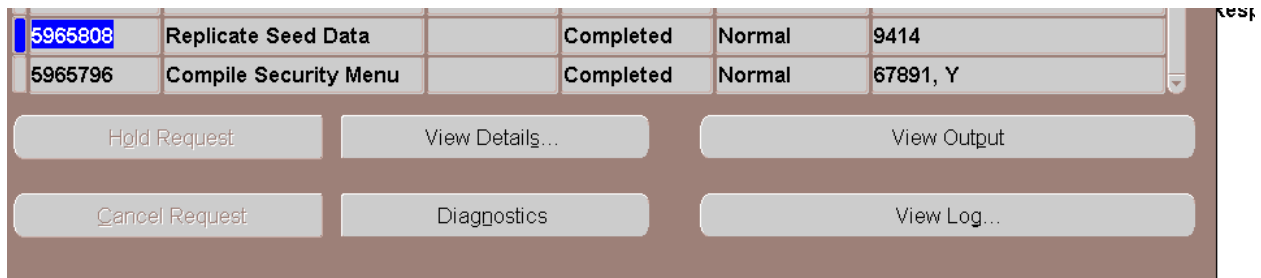 5965808 Replicate Seed Data Completed Normal 9414
5965796 Compile Security Menu Completed Normal 67891, Y
Hold Request View Details... View Output
Cancel Request Diagnostics View Log...